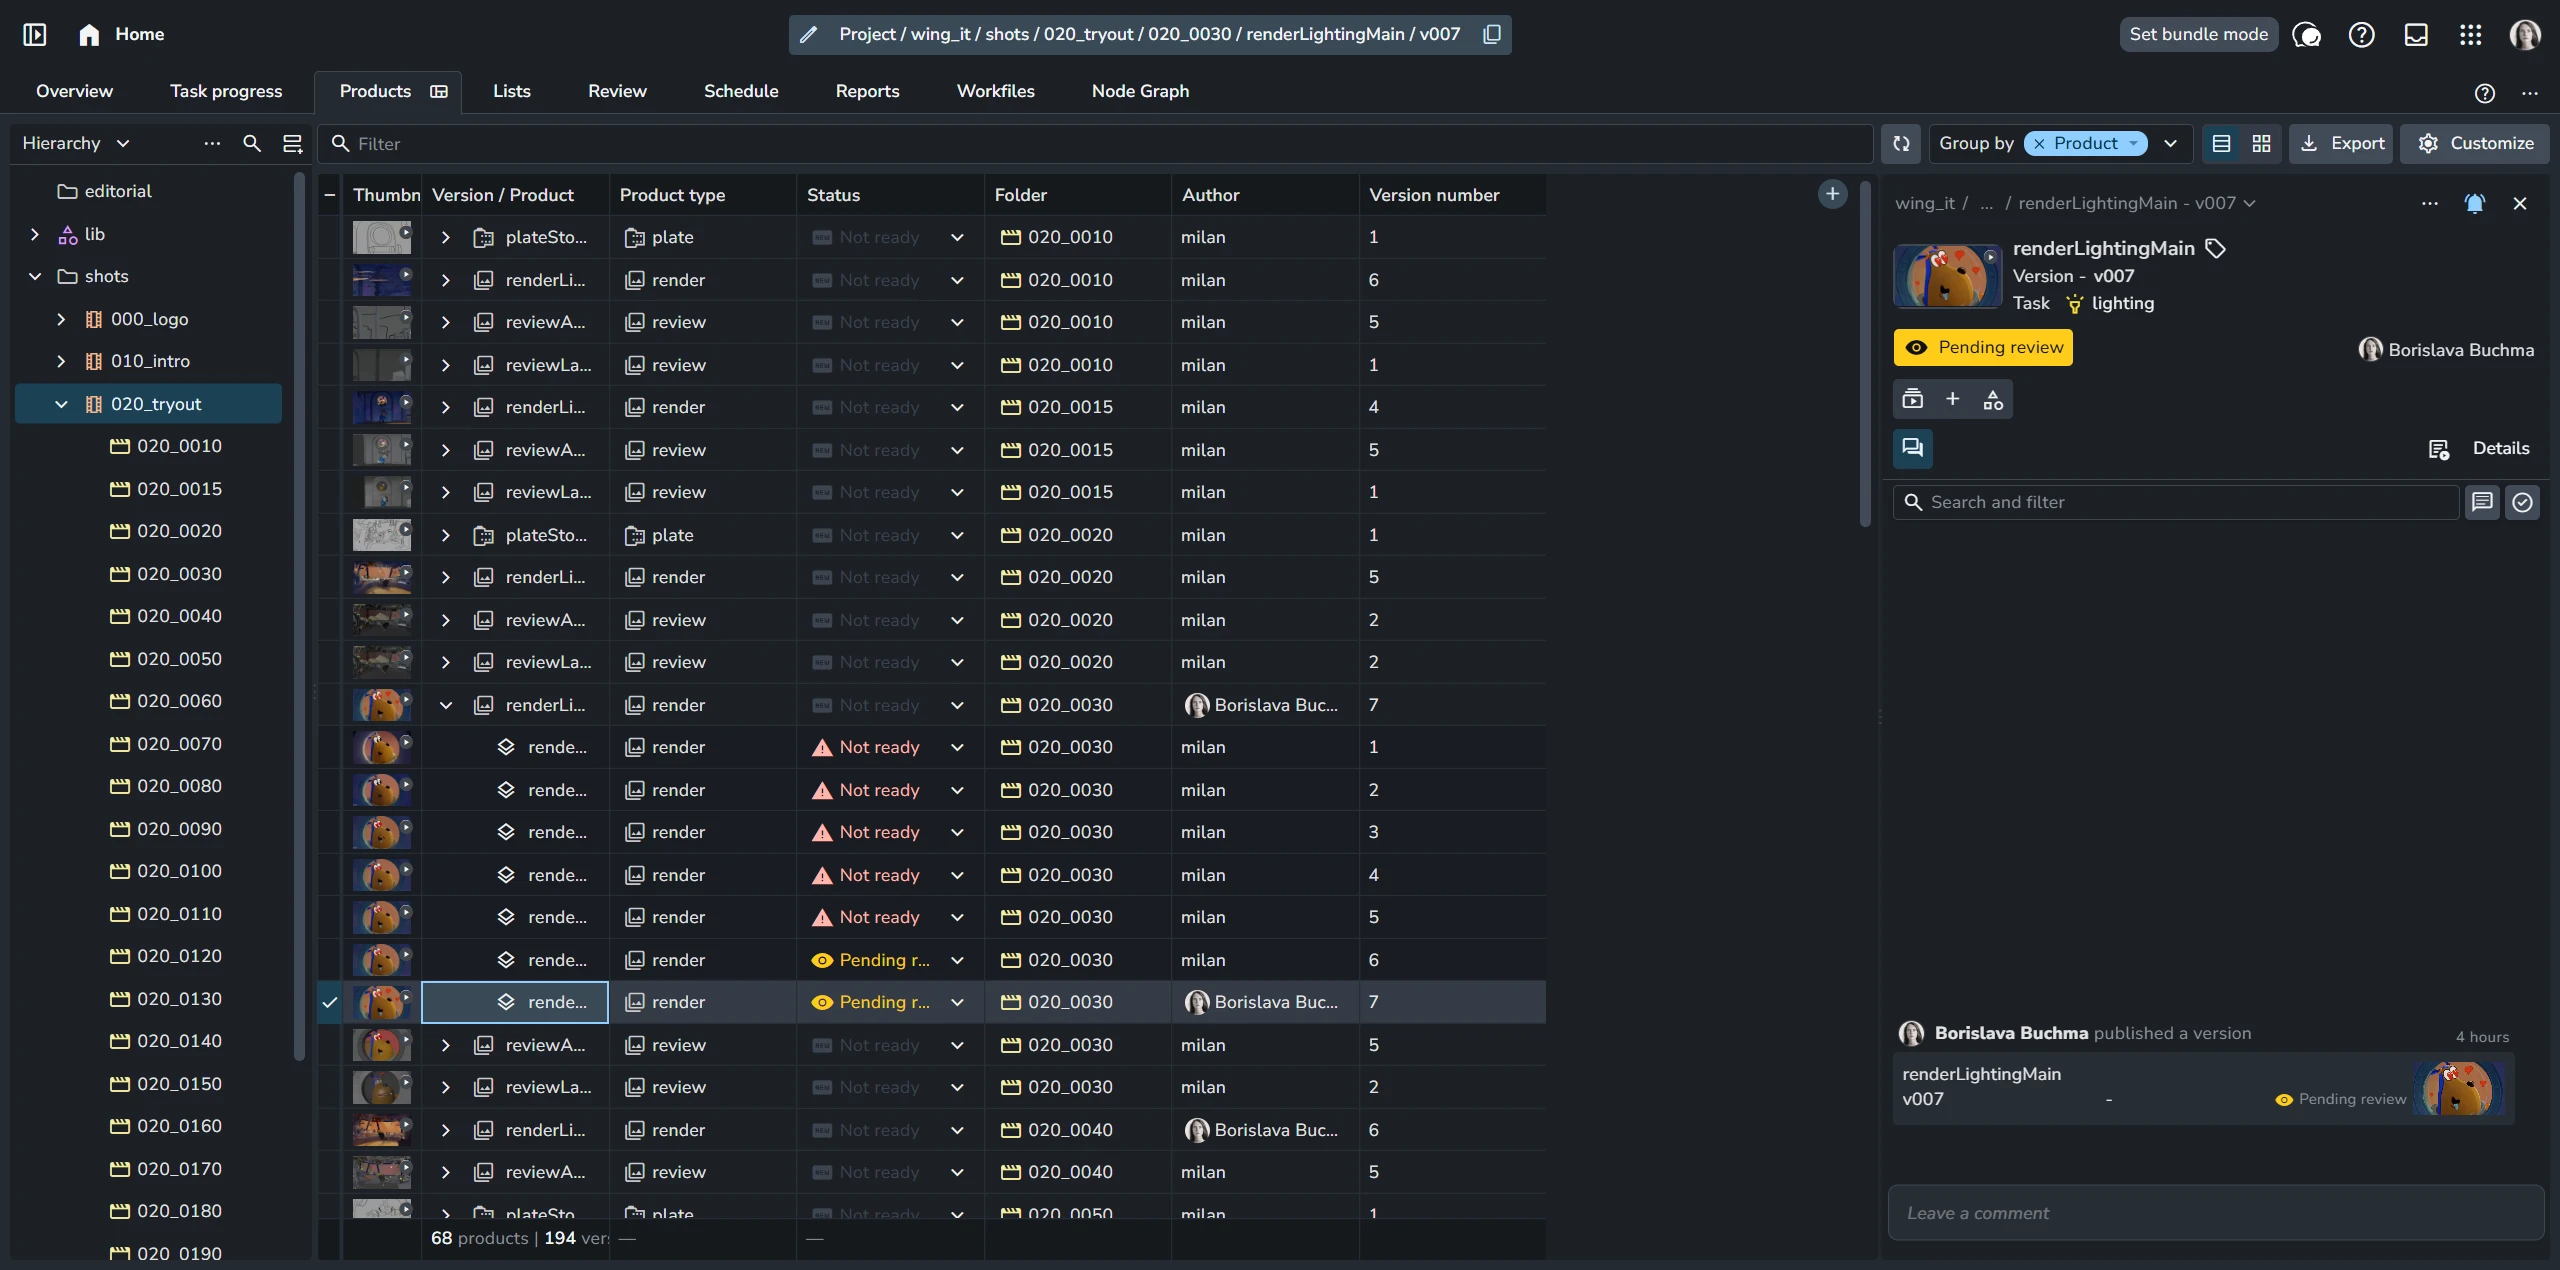 Home
Project / wing_it / shots / 020_tryout / 020_0030 / renderLightingMain / v007
Set bundle mode
Overview Task progress Products Lists Review Schedule Reports Workfiles Node Graph
Hierarchy
Filter
Group by Product
Export
Customize
editorial
lib
shots
000_logo
010_intro
020_tryout
020_0010
020_0015
020_0020
020_0030
020_0040
020_0050
020_0060
020_0070
020_0080
020_0090
020_0100
020_0110
020_0120
020_0130
020_0140
020_0150
020_0160
020_0170
020_0180
020_0190
Thumbn Version / Product Product type Status Folder Author Version number
plateSto... plate Not ready 020_0010 milan 1
renderLi... render Not ready 020_0010 milan 6
reviewA... review Not ready 020_0010 milan 5
reviewLa... review Not ready 020_0010 milan 1
renderLi... render Not ready 020_0015 milan 4
reviewA... review Not ready 020_0015 milan 5
reviewLa... review Not ready 020_0015 milan 1
plateSto... plate Not ready 020_0020 milan 1
renderLi... render Not ready 020_0020 milan 5
reviewA... review Not ready 020_0020 milan 2
reviewLa... review Not ready 020_0020 milan 2
renderLi... render Not ready 020_0030 Borislava Buc... 7
rende... render Not ready 020_0030 milan 1
rende... render Not ready 020_0030 milan 2
rende... render Not ready 020_0030 milan 3
rende... render Not ready 020_0030 milan 4
rende... render Not ready 020_0030 milan 5
rende... render Pending r... 020_0030 milan 6
rende... render Pending r... 020_0030 Borislava Buc... 7
reviewA... review Not ready 020_0030 milan 5
reviewLa... review Not ready 020_0030 milan 2
renderLi... render Not ready 020_0040 Borislava Buc... 6
reviewA... review Not ready 020_0040 milan 5
plateSto plate Not ready 020_0050 milan 1
68 products | 194 ver: — —
wing_it / ... / renderLightingMain - v007
renderLightingMain
Version - v007
Task lighting
Pending review
Borislava Buchma
Details
Search and filter
Borislava Buchma published a version 4 hours
renderLightingMain
v007 - Pending review
Leave a comment